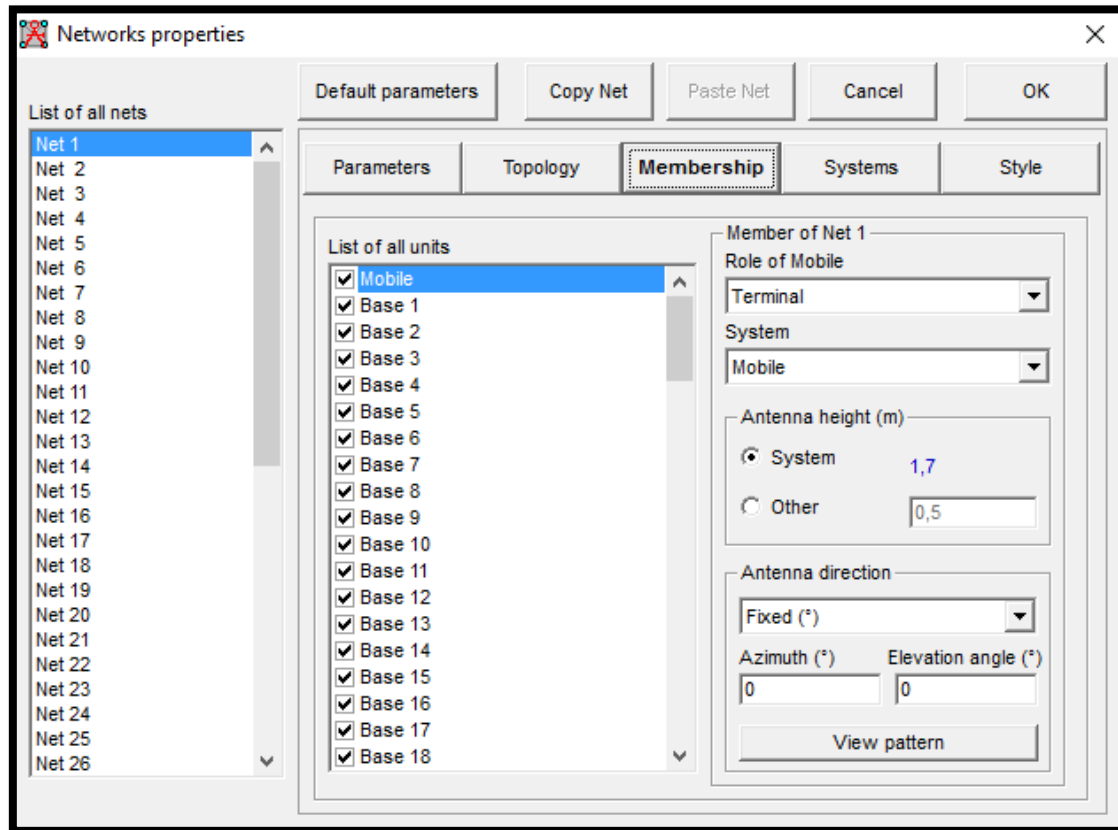 Networks properties
Default parameters
Copy Net
Paste Net
Cancel
OK
List of all nets
Net 1
Net 2
Net 3
Net 4
Net 5
Net 6
Net 7
Net 8
Net 9
Net 10
Net 11
Net 12
Net 13
Net 14
Net 15
Net 16
Net 17
Net 18
Net 19
Net 20
Net 21
Net 22
Net 23
Net 24
Net 25
Net 26
Parameters
Topology
Membership
Systems
Style
List of all units
Mobile
Base 1
Base 2
Base 3
Base 4
Base 5
Base 6
Base 7
Base 8
Base 9
Base 10
Base 11
Base 12
Base 13
Base 14
Base 15
Base 16
Base 17
Base 18
Member of Net 1
Role of Mobile
Terminal
System
Mobile
Antenna height (m)
System 1,7
Other 0,5
Antenna direction
Fixed (°)
Azimuth (°) Elevation angle (°)
0 0
View pattern